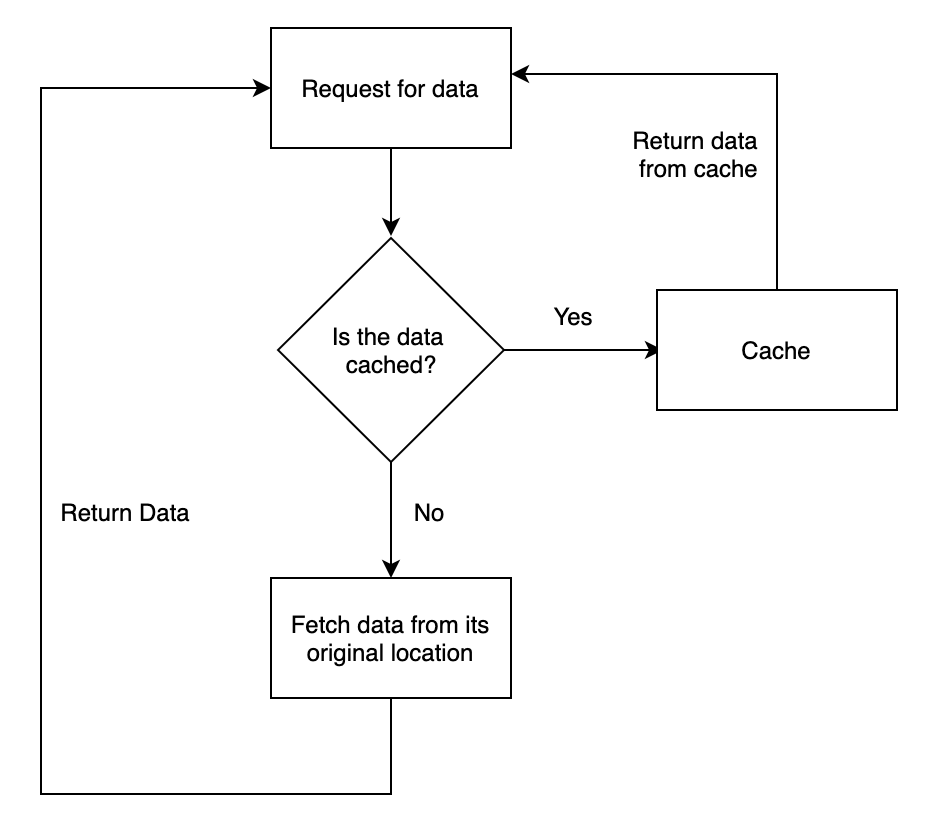 Request for data
Return data
from cache
Is the data
cached?
Yes
Cache
Return Data
No
Fetch data from its
original location